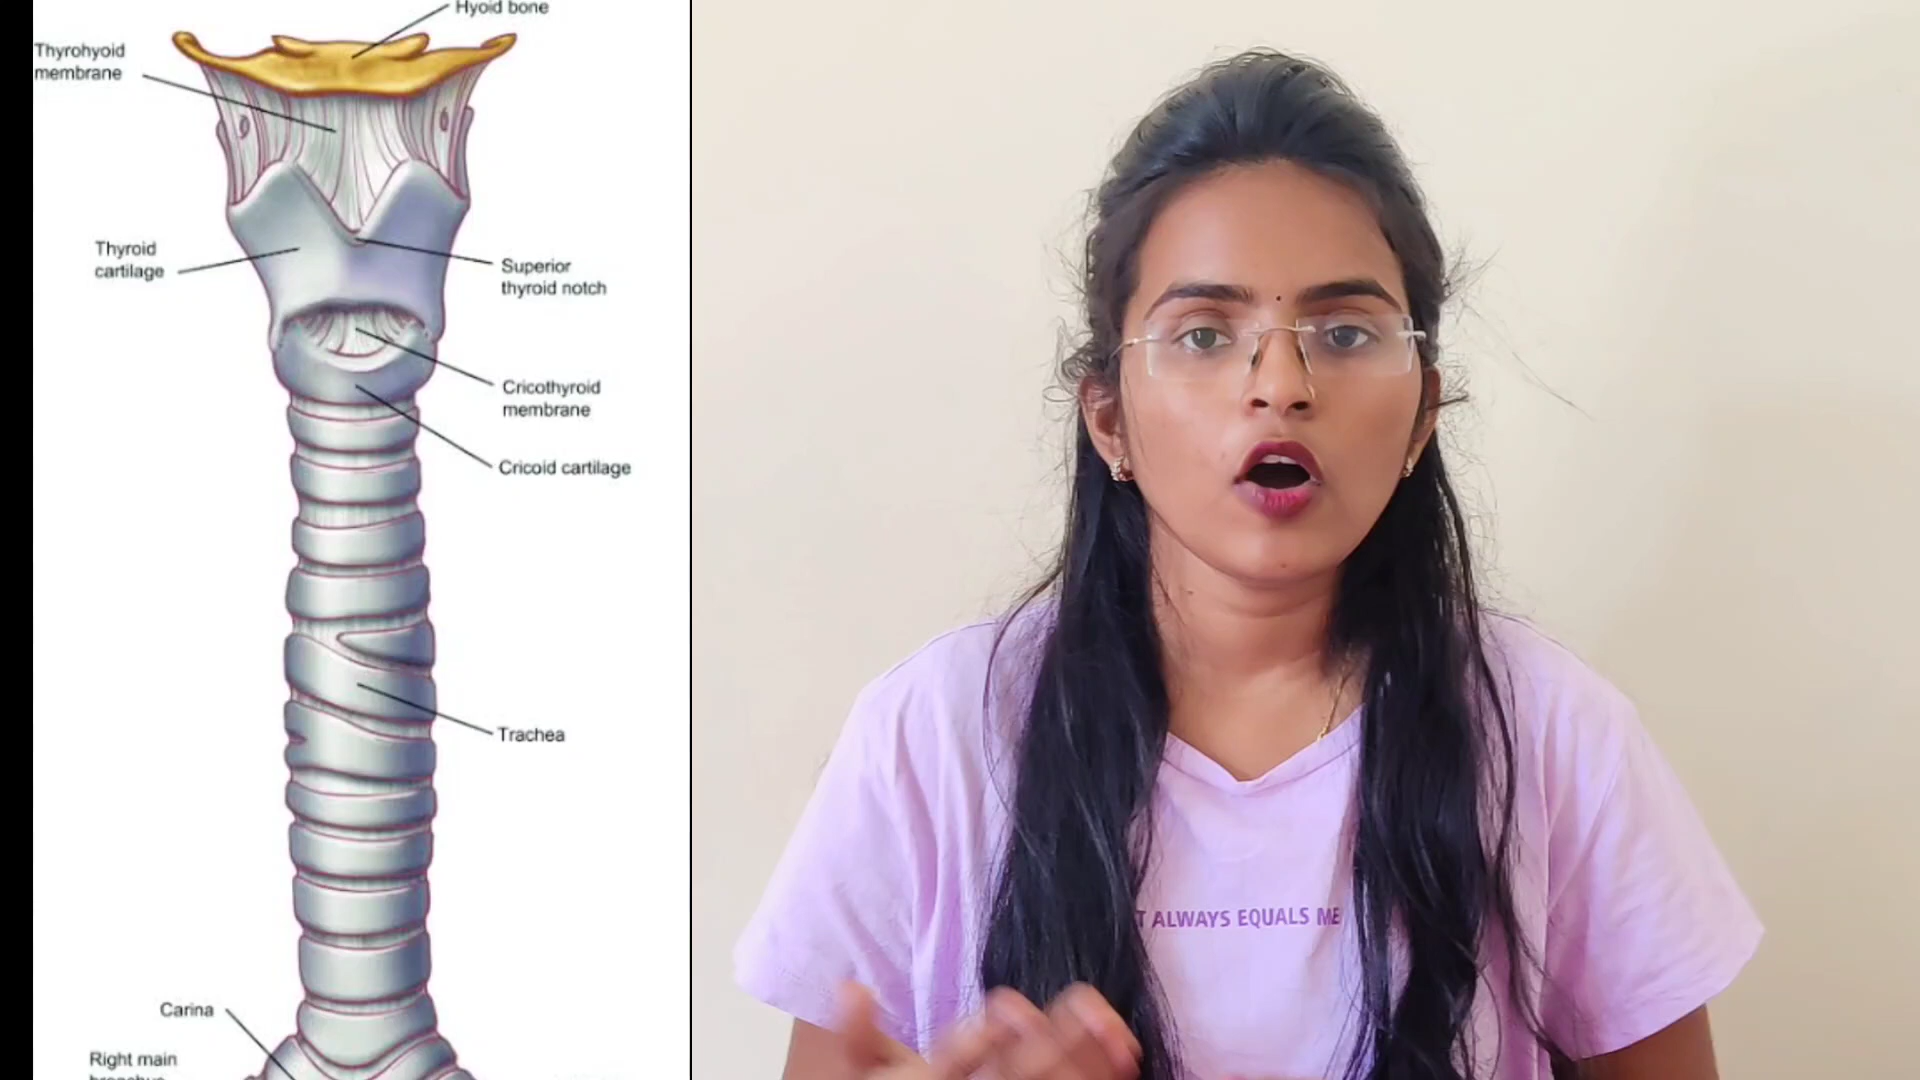 Hyoid bone
Thyrohyoid
membrane
Thyroid
cartilage
Superior
thyroid notch
Cricothyroid
membrane
Cricoid cartilage
Trachea
Carina
Right main
bronchus
ALWAYS EQUALS ME